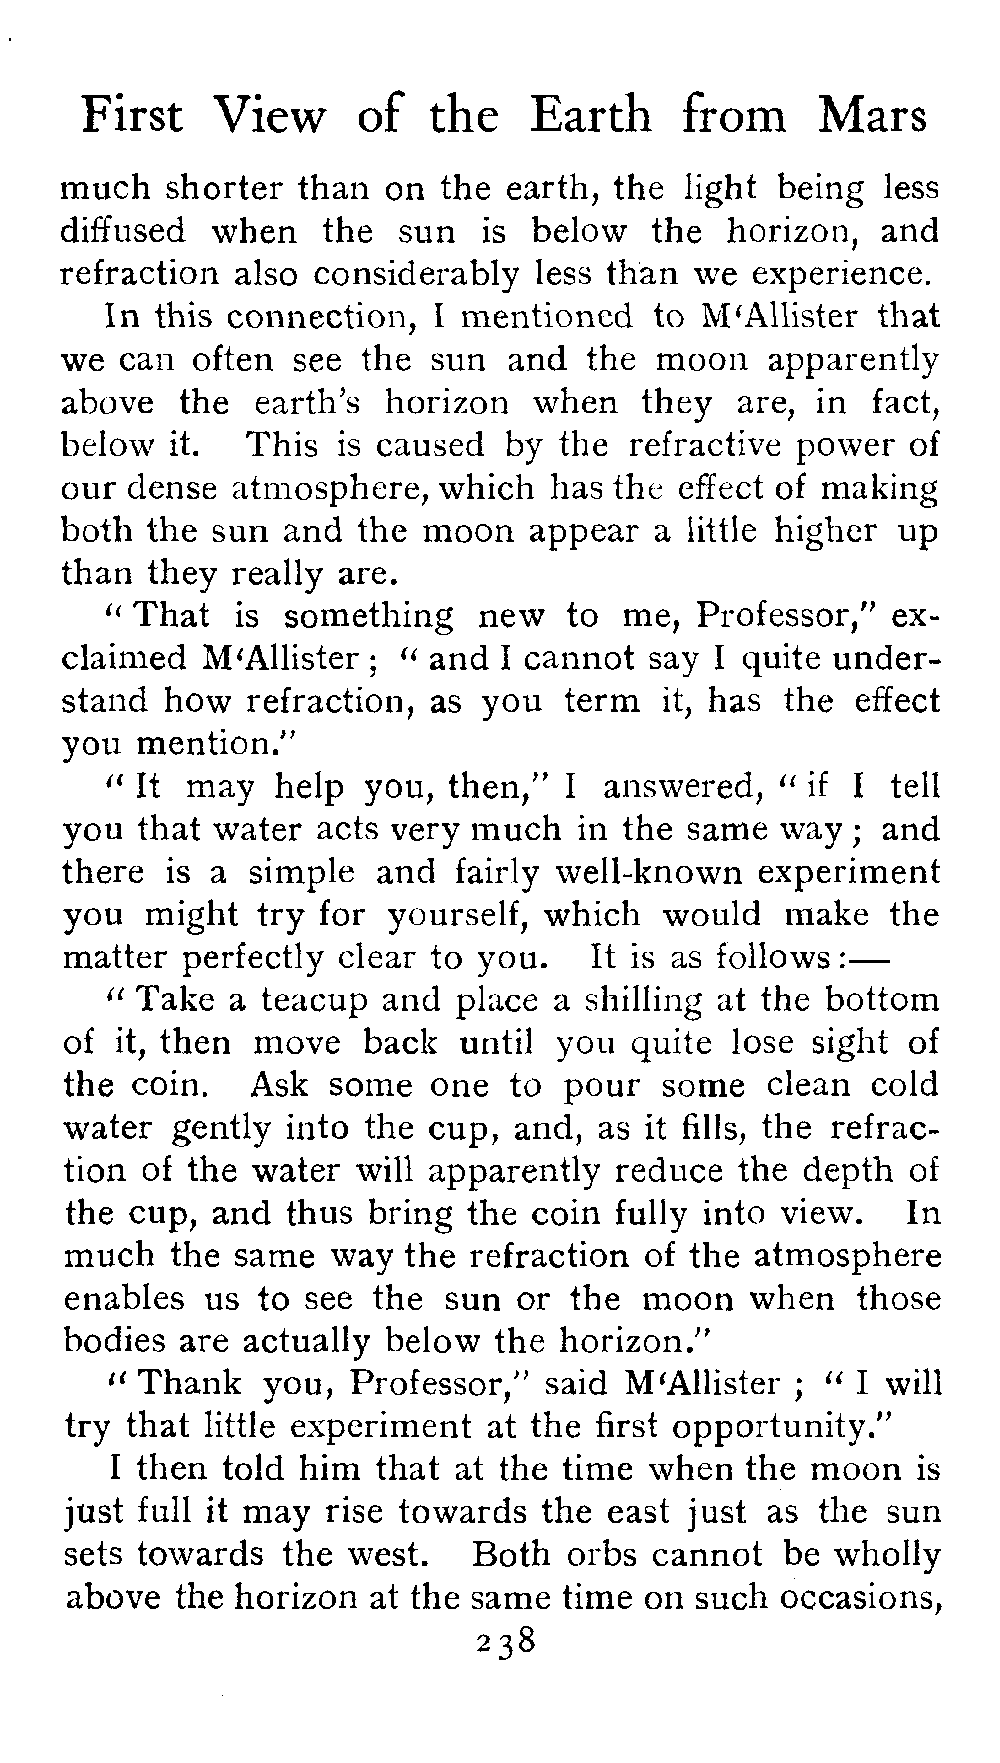 First View of the Earth from Mars
much shorter than on the earth, the light being less
diffused when the sun is below the horizon, and
refraction also considerably less than we experience.
In this connection, I mentioned to M‘Allister that
we can often see the sun and the moon apparently
above the earth's horizon when they are, in fact,
below it. This is caused by the refractive power of
our dense atmosphere, which has the effect of making
both the sun and the moon appear a little higher up
than they really are.
“ That is something new to me, Professor,” ex-
claimed M‘Allister ; “ and I cannot say I quite under-
stand how refraction, as you term it, has the effect
you mention.”
“ It may help you, then,” I answered, “ if I tell
you that water acts very much in the same way ; and
there is a simple and fairly well-known experiment
you might try for yourself, which would make the
matter perfectly clear to you. It is as follows :—
“ Take a teacup and place a shilling at the bottom
of it, then move back until you quite lose sight of
the coin. Ask some one to pour some clean cold
water gently into the cup, and, as it fills, the refrac-
tion of the water will apparently reduce the depth of
the cup, and thus bring the coin fully into view. In
much the same way the refraction of the atmosphere
enables us to see the sun or the moon when those
bodies are actually below the horizon.”
“ Thank you, Professor,” said M‘Allister ; “ I will
try that little experiment at the first opportunity.”
I then told him that at the time when the moon is
just full it may rise towards the east just as the sun
sets towards the west. Both orbs cannot be wholly
above the horizon at the same time on such occasions,
238